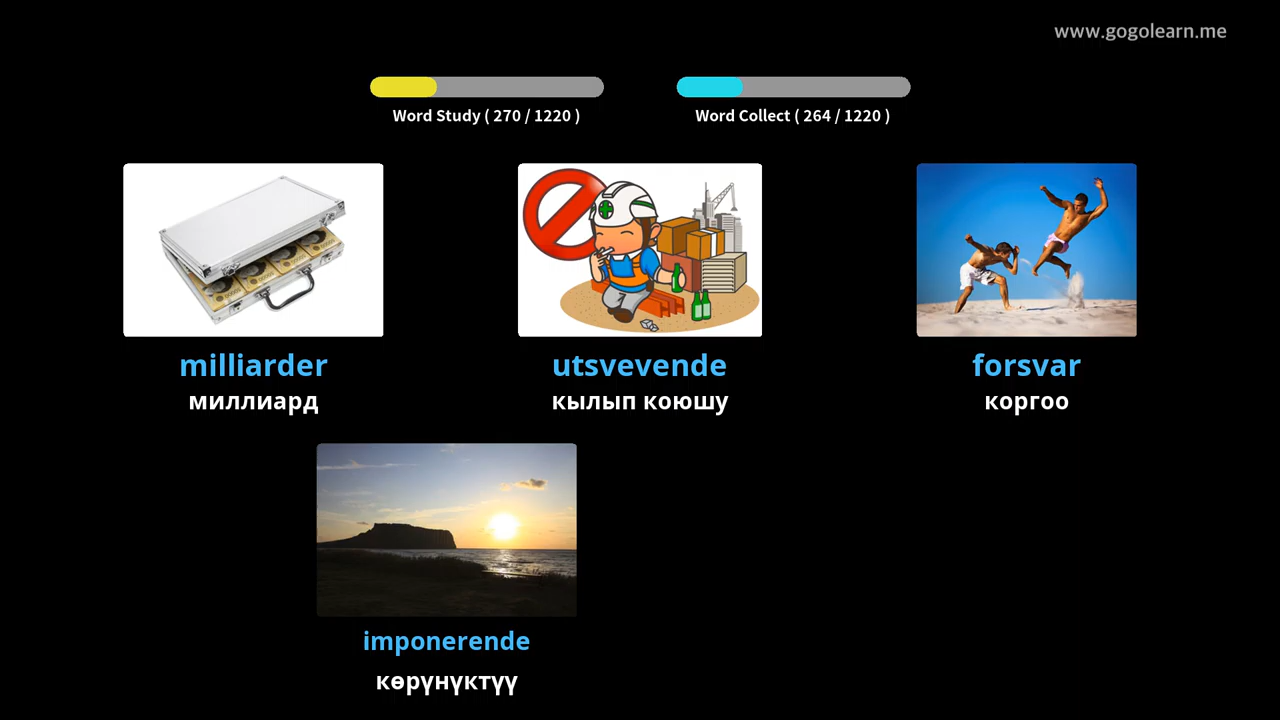 www.gogolearn.me
Word Study ( 270 / 1220 )
Word Collect ( 264 / 1220 )
milliarder
миллиард
utsvevende
кылып коюшу
forsvar
коргоо
imponerende
көрүнүктүү